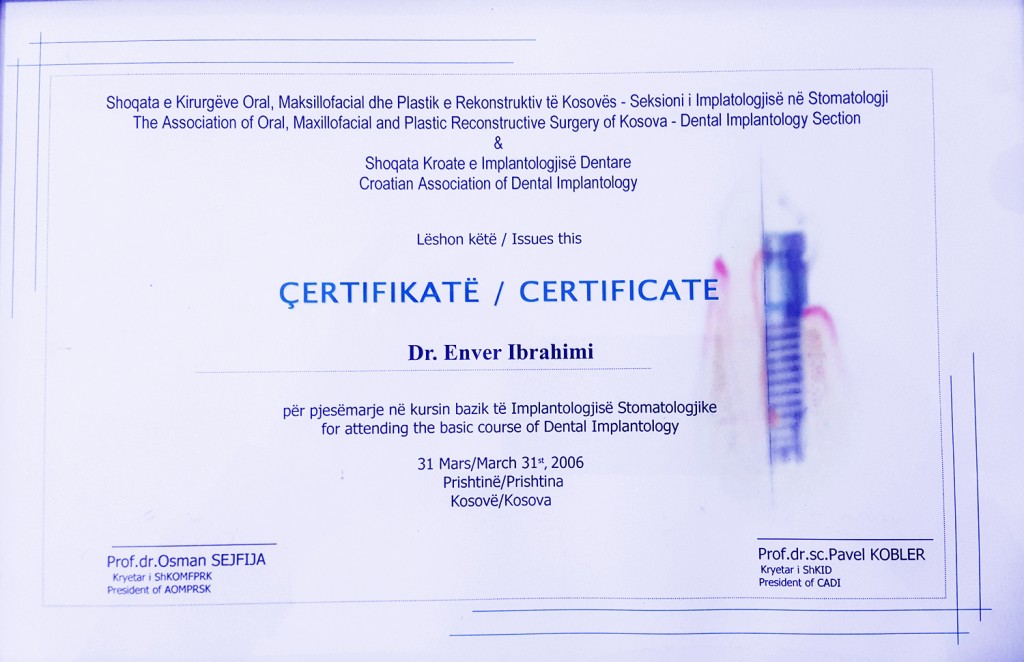 Shoqata e Kirurgëve Oral, Maksillofacial dhe Plastik e Rekonstruktiv të Kosovës - Seksioni i Implatologjisë në Stomatologji
The Association of Oral, Maxillofacial and Plastic Reconstructive Surgery of Kosova - Dental Implantology Section
&
Shoqata Kroate e Implantologjisë Dentare
Croatian Association of Dental Implantology
Lëshon këtë / Issues this
ÇERTIFIKATË / CERTIFICATE
Dr. Enver Ibrahimi
për pjesëmarje në kursin bazik të Implantologjisë Stomatologjike
for attending the basic course of Dental Implantology
31 Mars/March 31st, 2006
Prishtinë/Prishtina
Kosovë/Kosova
Prof.dr.Osman SEJFIJA
Kryetar i ShKOMFPRK
President of AOMPRSK
Prof.dr.sc.Pavel KOBLER
Kryetar i ShKID
President of CADI